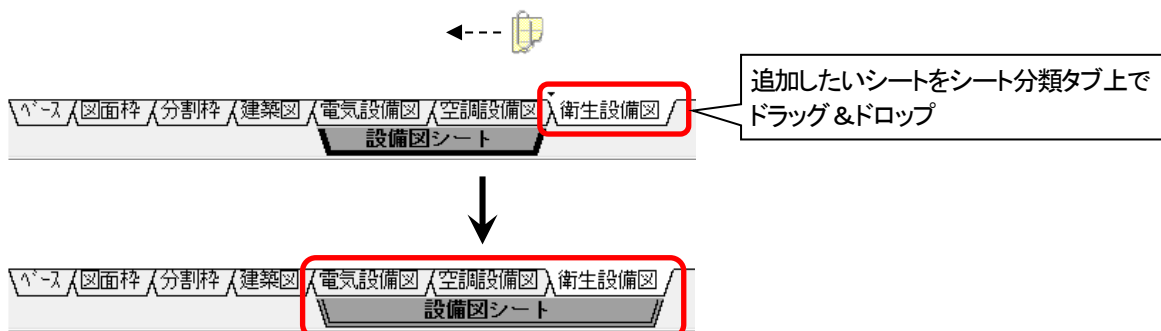 追加したいシートをシート分類タブ上で
ドラッグ&ドロップ
ベース 図面枠 分割枠 建築図 電気設備図 空調設備図 衛生設備図
設備図シート
ベース 図面枠 分割枠 建築図 電気設備図 空調設備図 衛生設備図
設備図シート